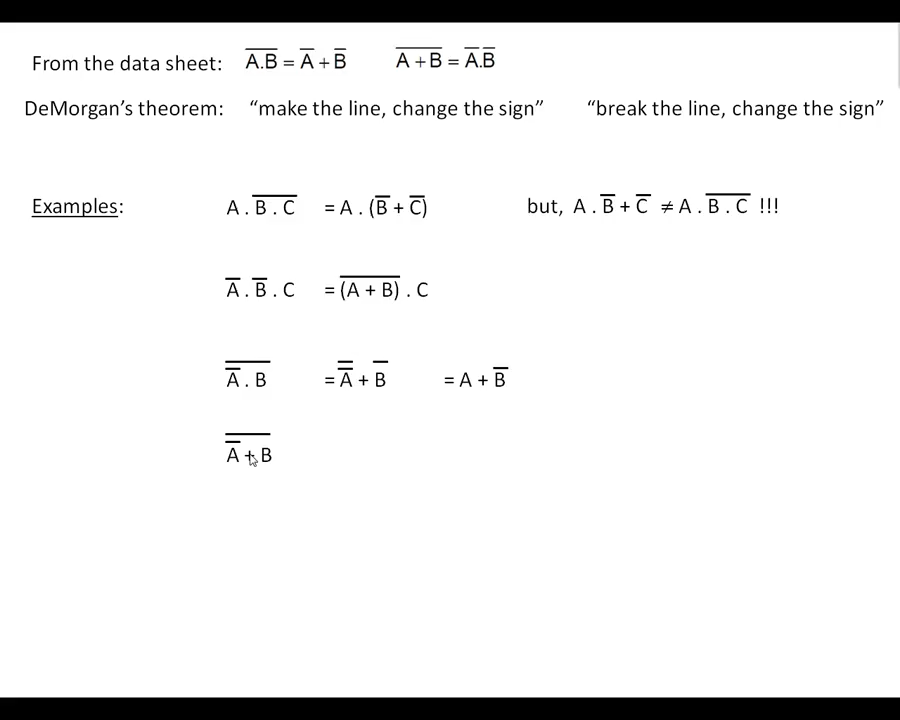 From the data sheet: A̅.̅B̅ = A̅ + B̅ A̅ ̅+̅ ̅B̅ = A̅.B̅
DeMorgan’s theorem: “make the line, change the sign” “break the line, change the sign”
Examples: A . B̅ ̅.̅ ̅C̅ = A . (B̅ + C̅) but, A . B̅ + C̅ ≠ A . B̅ ̅.̅ ̅C̅ !!!
A̅ . B̅ . C = (̅A̅ ̅+̅ ̅B̅)̅ . C
A̿ ̅.̅ ̅B̅ = A̿ + B̅ = A + B̅
A̿ ̅+̅ ̅B̅